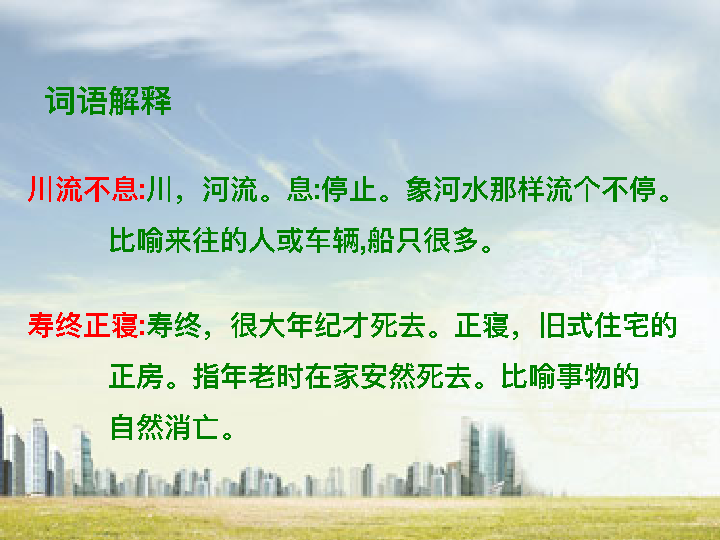 词语解释
川流不息:川，河流。息:停止。象河水那样流个不停。
比喻来往的人或车辆,船只很多。
寿终正寝:寿终，很大年纪才死去。正寝，旧式住宅的
正房。指年老时在家安然死去。比喻事物的
自然消亡。